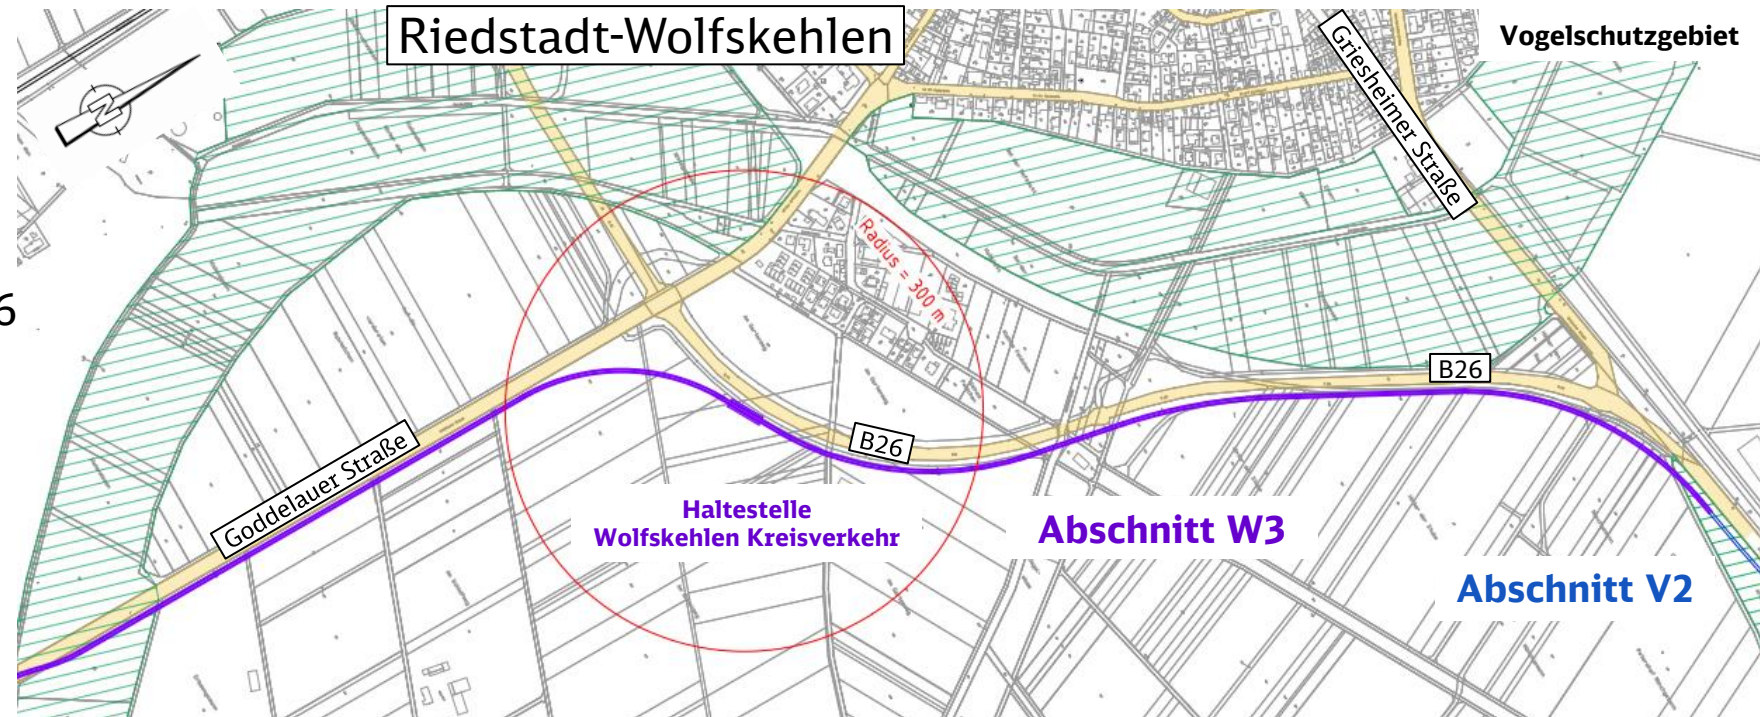 Riedstadt-Wolfskehlen
Vogelschutzgebiet
Griesheimer Straße
N
6
Radius = 300 m
B26
B26
Goddelauer Straße
Haltestelle
Wolfskehlen Kreisverkehr
Abschnitt W3
Abschnitt V2